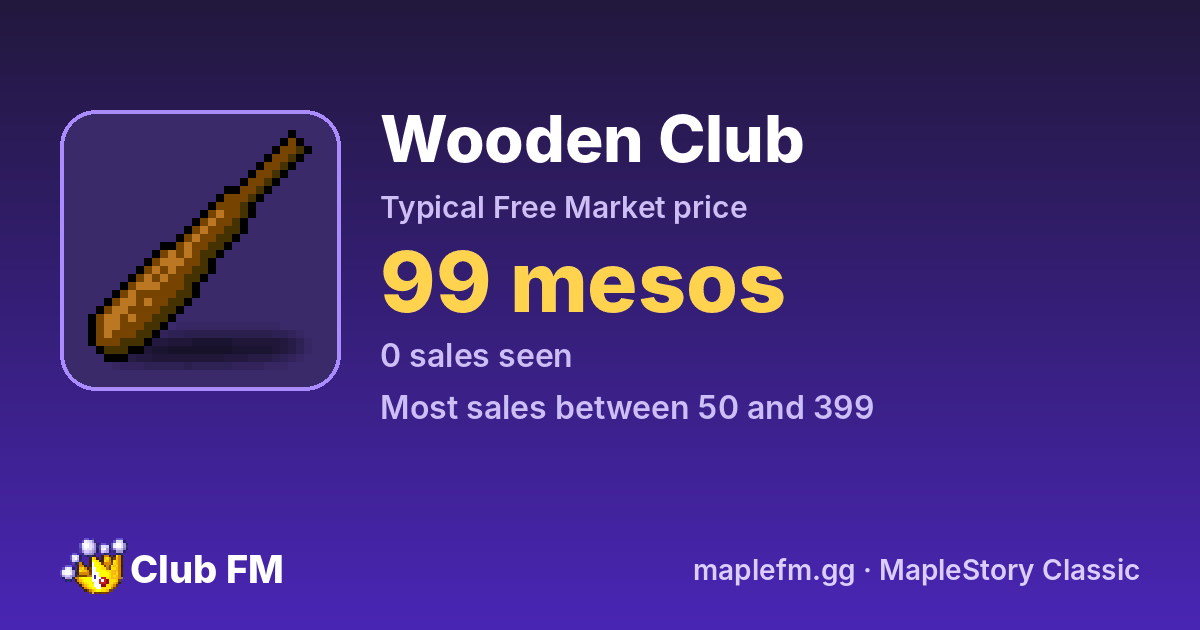 Wooden Club
Typical Free Market price
99 mesos
0 sales seen
Most sales between 50 and 399
Club FM
maplefm.gg · MapleStory Classic